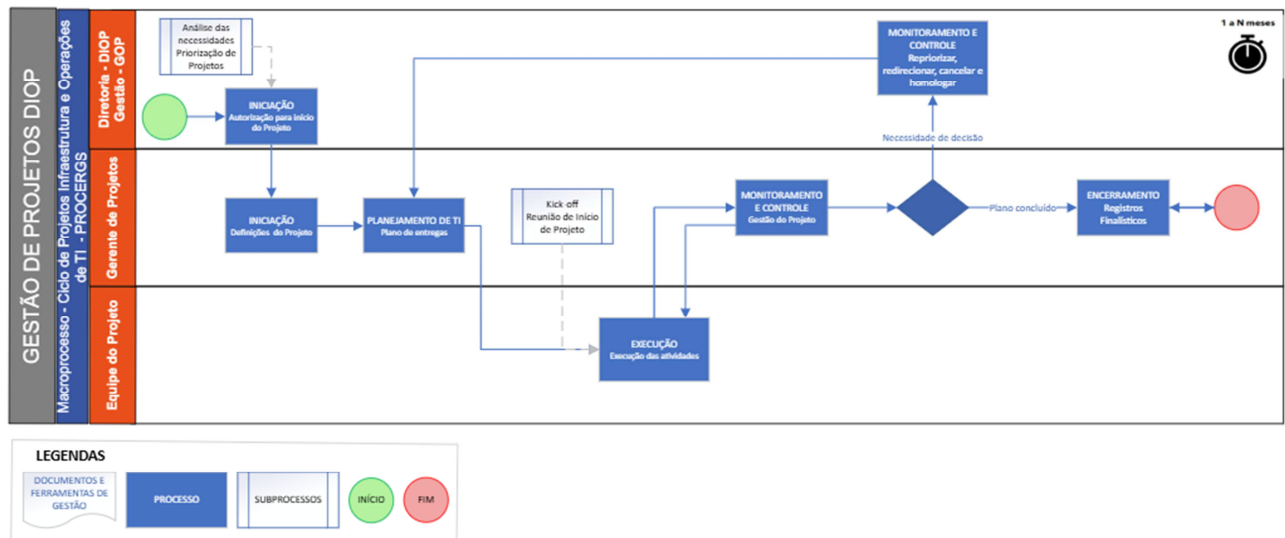 GESTÃO DE PROJETOS DIOP
Macroprocesso - Ciclo de Projetos Infraestrutura e Operações
de TI - PROCERGS
Diretoria - DIOP
Gestão - GOP
Análise das
necessidades
Priorização de
Projetos
INICIAÇÃO
Autorização para início
do Projeto
MONITORAMENTO E
CONTROLE
Repriorizar,
redirecionar, cancelar e
homologar
1 a N meses
Necessidade de decisão
Gerente de Projetos
INICIAÇÃO
Definições do Projeto
PLANEJAMENTO DE TI
Plano de entregas
Kick-off
Reunião de Início
de Projeto
MONITORAMENTO
E CONTROLE
Gestão do Projeto
Plano concluído
ENCERRAMENTO
Registros
Finalísticos
Equipe do Projeto
EXECUÇÃO
Execução das atividades
LEGENDAS
DOCUMENTOS E
FERRAMENTAS DE
GESTÃO
PROCESSO
SUBPROCESSOS
INÍCIO
FIM